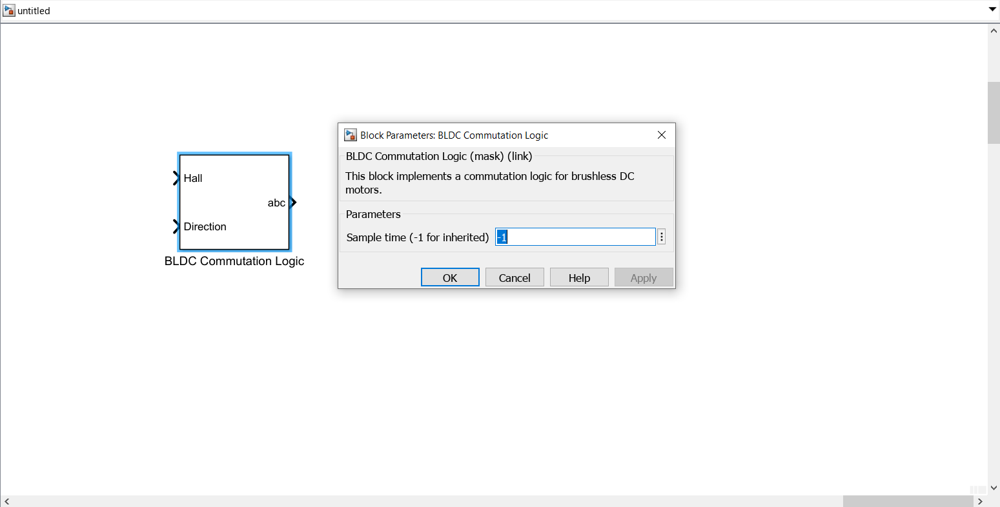 untitled
Block Parameters: BLDC Commutation Logic
BLDC Commutation Logic (mask) (link)
This block implements a commutation logic for brushless DC
motors.
Parameters
Sample time (-1 for inherited) -1
OK Cancel Help Apply
Hall
abc
Direction
BLDC Commutation Logic